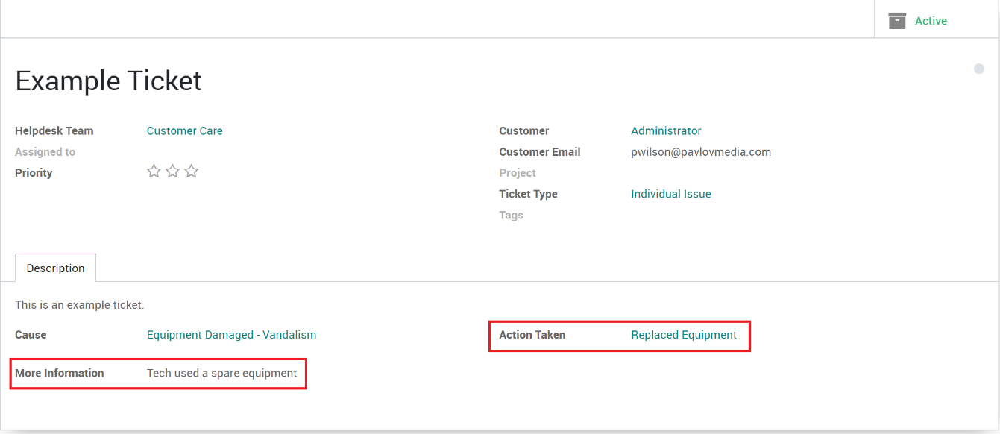 Active
Example Ticket
Helpdesk Team Customer Care
Customer Administrator
Assigned to
Customer Email pwilson@pavlovmedia.com
Priority
Project
Ticket Type Individual Issue
Tags
Description
This is an example ticket.
Cause Equipment Damaged - Vandalism
Action Taken Replaced Equipment
More Information Tech used a spare equipment